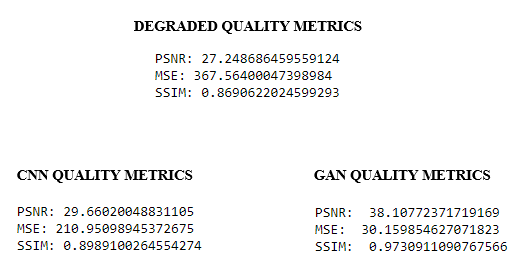 DEGRADED QUALITY METRICS
PSNR: 27.248686459559124
MSE: 367.56400047398984
SSIM: 0.8690622024599293
CNN QUALITY METRICS
PSNR: 29.66020048831105
MSE: 210.95098945372675
SSIM: 0.8989100264554274
GAN QUALITY METRICS
PSNR: 38.10772371719169
MSE: 30.159854627071823
SSIM: 0.9730911090767566